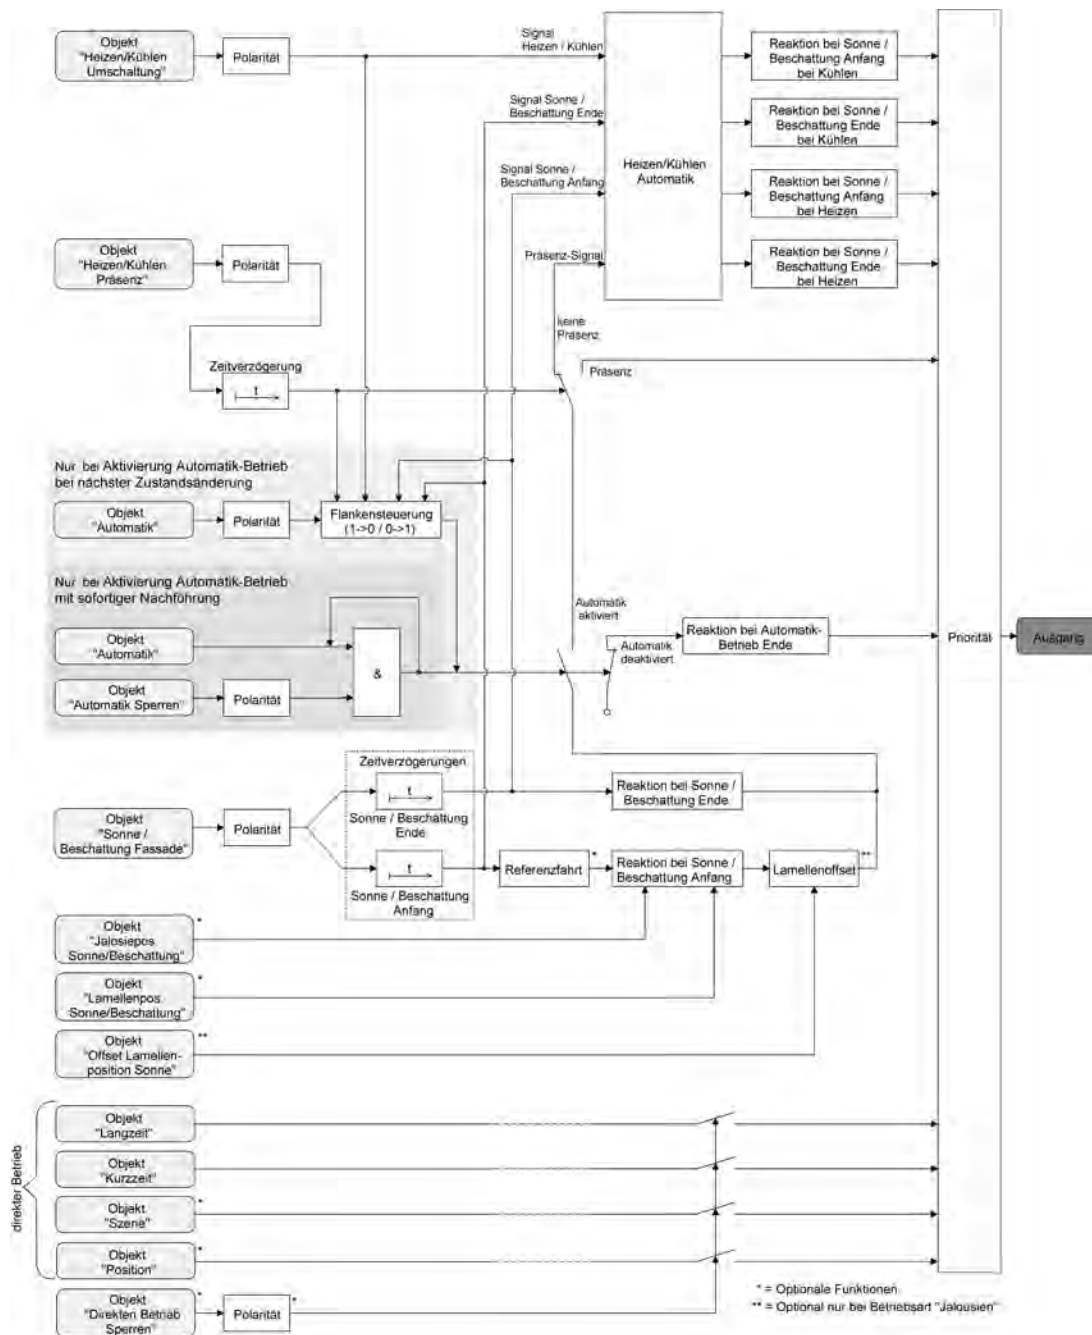 Objekt
"Heizen/Kühlen
Umschaltung"
Polarität
Signal
Heizen / Kühlen
Signal Sonne /
Beschattung Ende
Signal Sonne /
Beschattung Anfang
Präsenz-Signal
Heizen/Kühlen
Automatik
Reaktion bei Sonne /
Beschattung Anfang
bei Kühlen
Reaktion bei Sonne /
Beschattung Ende
bei Kühlen
Reaktion bei Sonne /
Beschattung Anfang
bei Heizen
Reaktion bei Sonne /
Beschattung Ende
bei Heizen
Objekt
"Heizen/Kühlen
Präsenz"
Polarität
keine
Präsenz
Präsenz
Zeitverzögerung
t
Nur bei Aktivierung Automatik-Betrieb
bei nächster Zustandsänderung
Objekt
"Automatik"
Polarität
Flankensteuerung
(1->0 / 0->1)
Nur bei Aktivierung Automatik-Betrieb
mit sofortiger Nachführung
Objekt
"Automatik"
Objekt
"Automatik Sperren"
Polarität
&
Automatik
aktiviert
Automatik
deaktiviert
Reaktion bei Automatik-
Betrieb Ende
Priorität
Ausgang
Zeitverzögerungen
t
Sonne / Beschattung
Ende
t
Sonne / Beschattung
Anfang
Objekt
"Sonne /
Beschattung Fassade"
Polarität
Reaktion bei Sonne /
Beschattung Ende
Referenzfahrt
*
Reaktion bei Sonne /
Beschattung Anfang
Lamellenoffset
**
Objekt
"Jalosiepos.
Sonne/Beschattung"
*
Objekt
"Lamellenpos.
Sonne/Beschattung"
*
Objekt
"Offset Lamellen-
position Sonne"
**
direkter Betrieb
Objekt
"Langzeit"
Objekt
"Kurzzeit"
Objekt
"Szene"
*
Objekt
"Position"
*
Objekt
"Direkten Betrieb
Sperren"
*
Polarität
*
* = Optionale Funktionen
** = Optional nur bei Betriebsart "Jalousien"